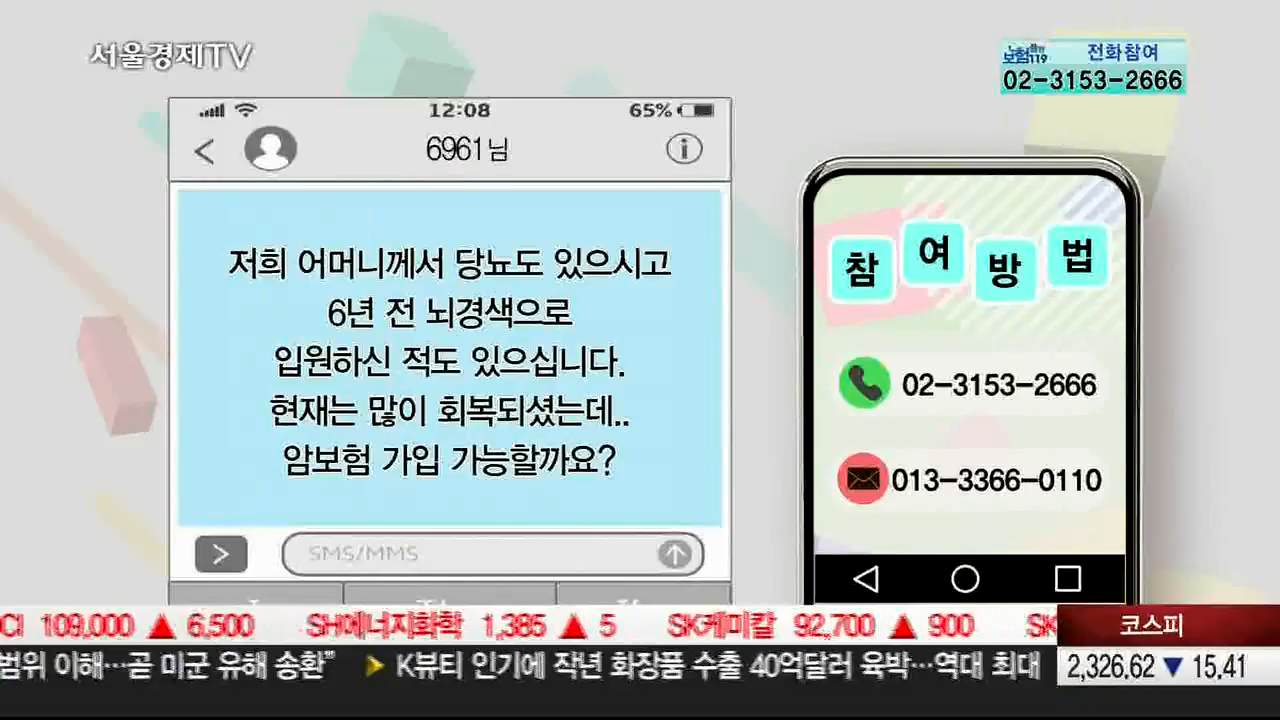 서울경제TV
보험119 전화참여
02-3153-2666
12:08 65%
6961님
저희 어머니께서 당뇨도 있으시고
6년 전 뇌경색으로
입원하신 적도 있으십니다.
현재는 많이 회복되셨는데..
암보험 가입 가능할까요?
SMS/MMS
참여방법
02-3153-2666
013-3366-0110
CI 109,000 ▲ 6,500 SH에너지화학 1,385 ▲ 5 SK케미칼 92,700 ▲ 900 SK
코스피
범위 이해…곧 미군 유해 송환” K뷰티 인기에 작년 화장품 수출 40억달러 육박…역대 최대
2,326.62 ▼ 15.41